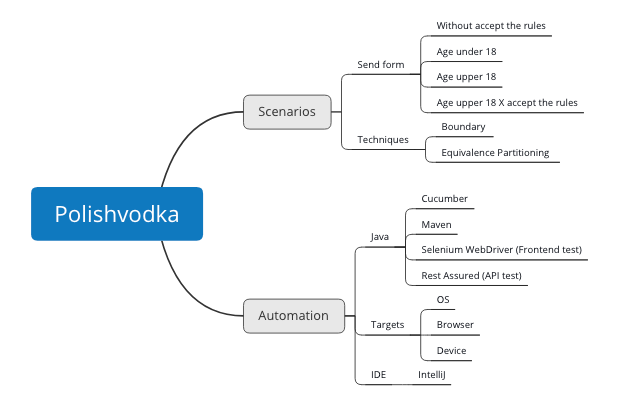 Polishvodka
Scenarios
Send form
Without accept the rules
Age under 18
Age upper 18
Age upper 18 X accept the rules
Techniques
Boundary
Equivalence Partitioning
Automation
Java
Cucumber
Maven
Selenium WebDriver (Frontend test)
Rest Assured (API test)
Targets
OS
Browser
Device
IDE
IntelliJ